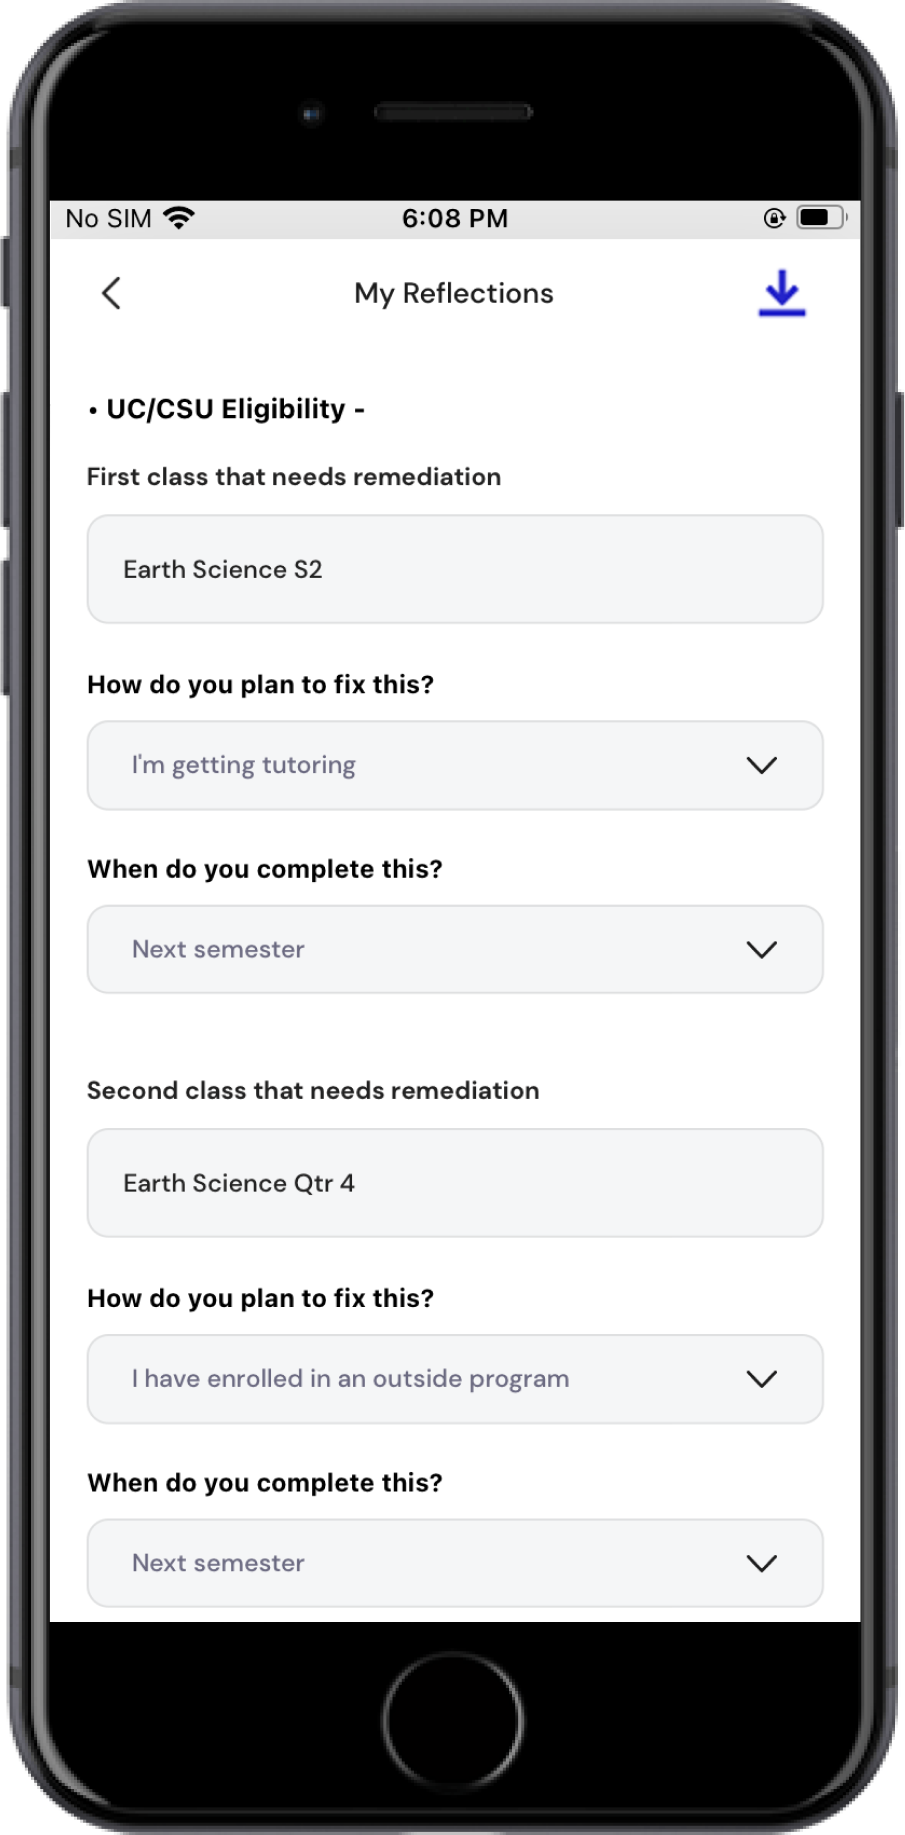 No SIM 6:08 PM
My Reflections
• UC/CSU Eligibility -
First class that needs remediation
Earth Science S2
How do you plan to fix this?
I'm getting tutoring
When do you complete this?
Next semester
Second class that needs remediation
Earth Science Qtr 4
How do you plan to fix this?
I have enrolled in an outside program
When do you complete this?
Next semester